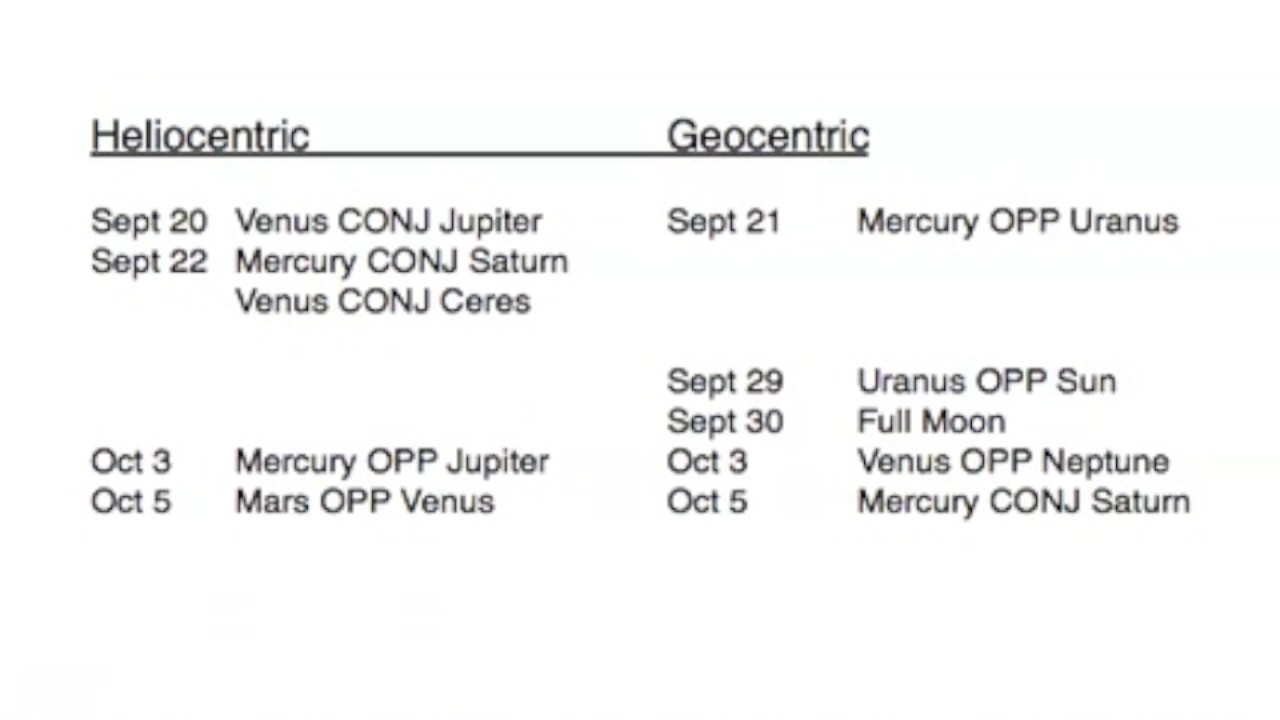 Heliocentric Geocentric
Sept 20 Venus CONJ Jupiter Sept 21 Mercury OPP Uranus
Sept 22 Mercury CONJ Saturn
Venus CONJ Ceres
Sept 29 Uranus OPP Sun
Sept 30 Full Moon
Oct 3 Mercury OPP Jupiter Oct 3 Venus OPP Neptune
Oct 5 Mars OPP Venus Oct 5 Mercury CONJ Saturn